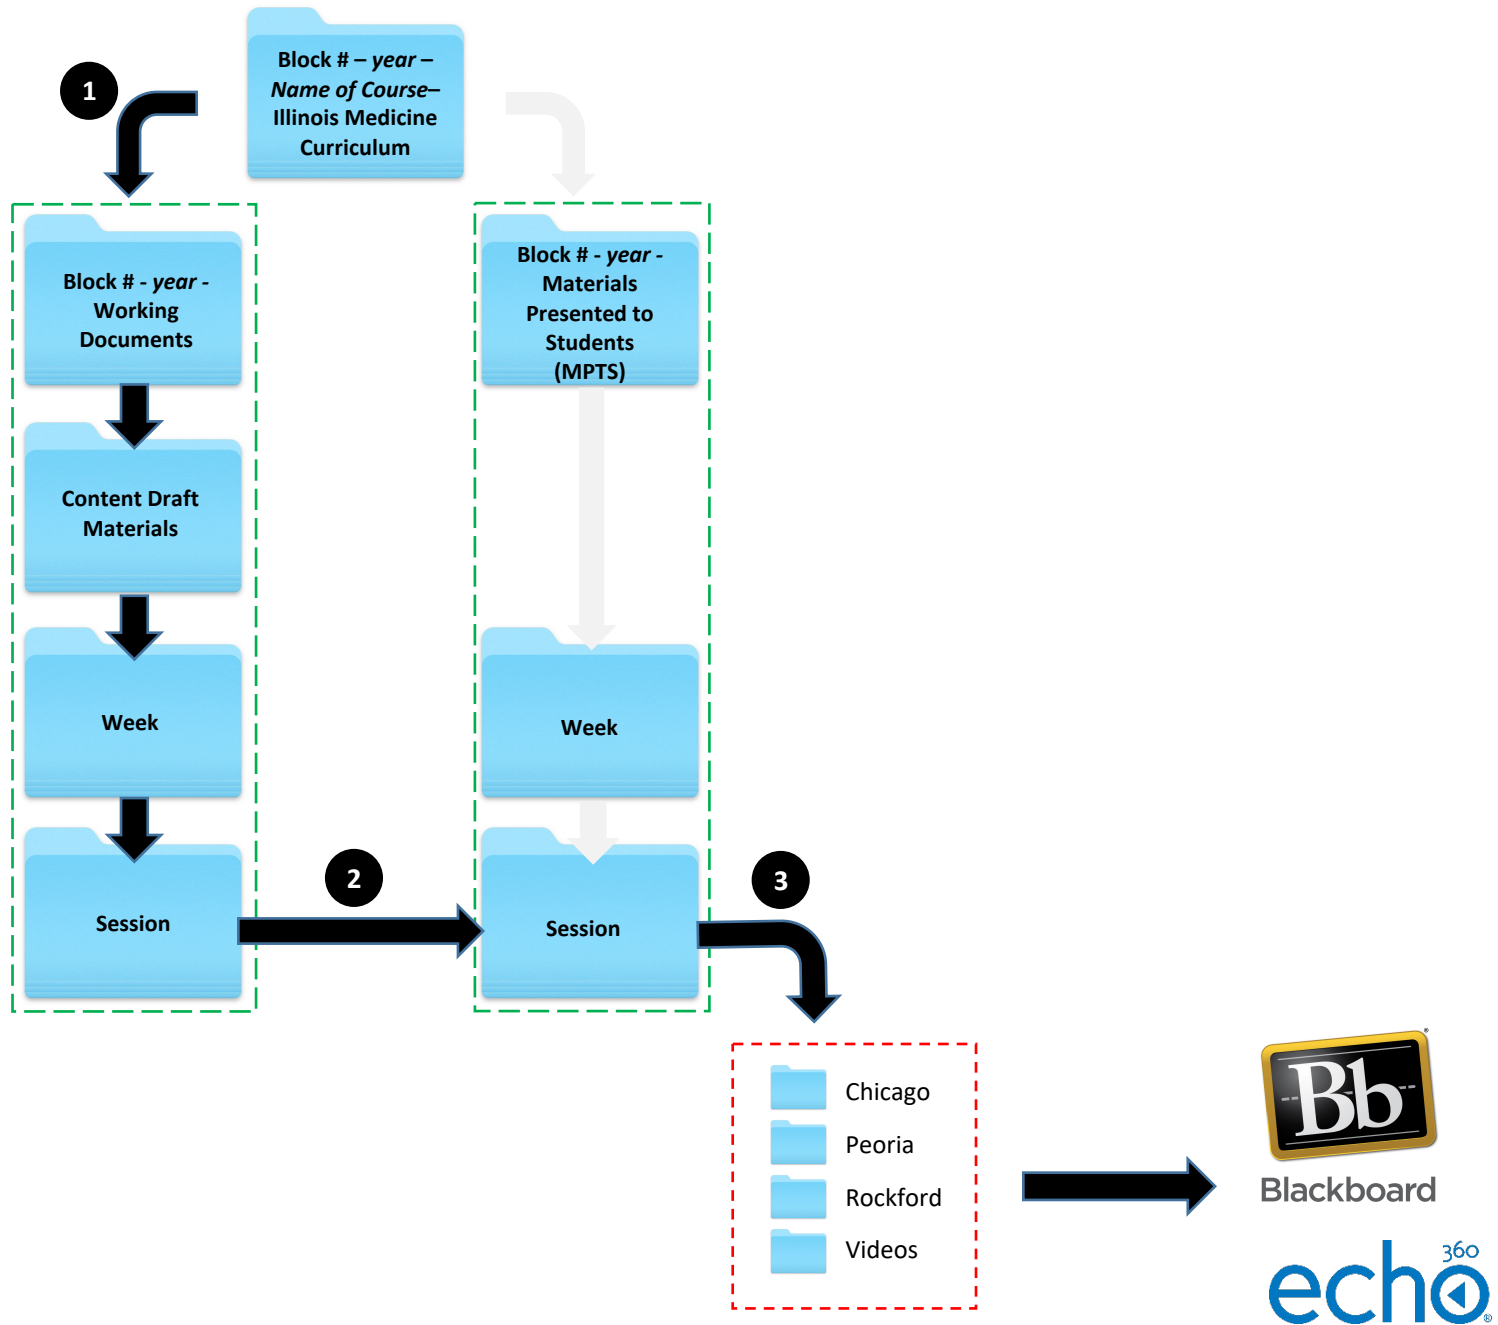 Block # – year –
Name of Course–
Illinois Medicine
Curriculum
1
Block # - year -
Working
Documents
Block # - year -
Materials
Presented to
Students
(MPTS)
Content Draft
Materials
Week
Week
Session
2
Session
3
Chicago
Peoria
Rockford
Videos
Bb
Blackboard
echo
360